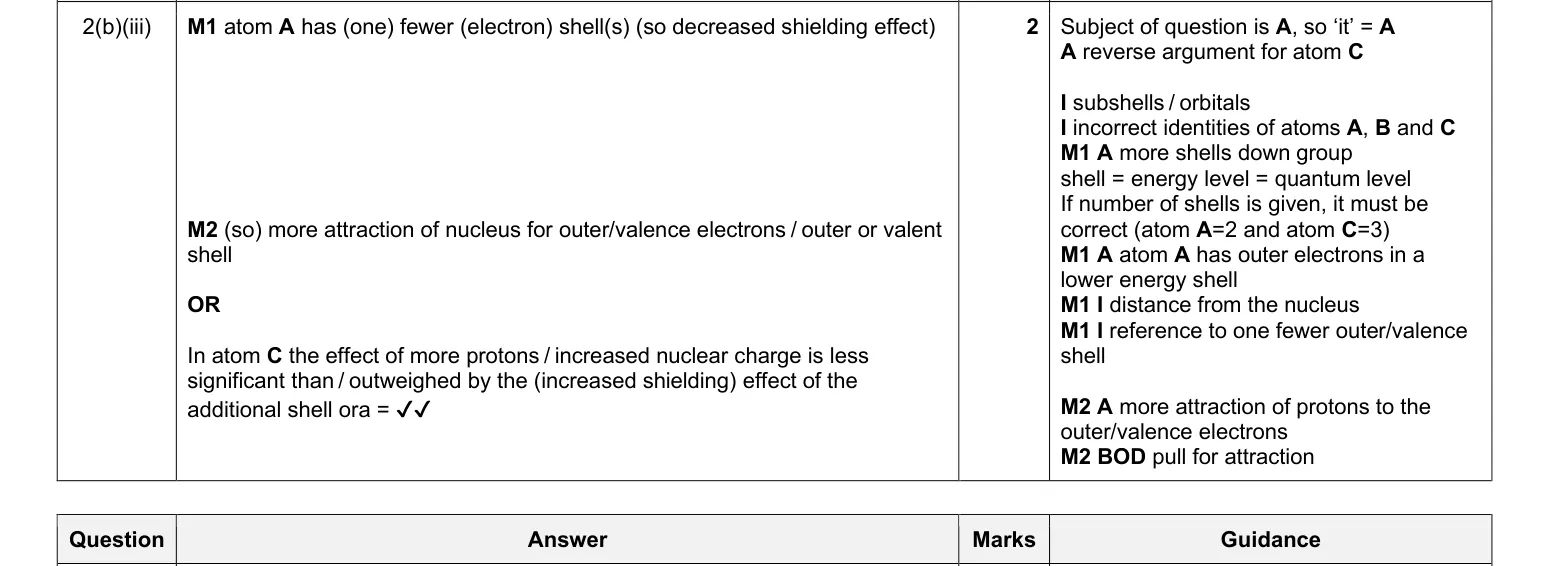 2(b)(iii)
M1 atom A has (one) fewer (electron) shell(s) (so decreased shielding effect)
M2 (so) more attraction of nucleus for outer/valence electrons / outer or valent
shell
OR
In atom C the effect of more protons / increased nuclear charge is less
significant than / outweighed by the (increased shielding) effect of the
additional shell ora = ✓✓
2
Subject of question is A, so ‘it’ = A
A reverse argument for atom C
I subshells / orbitals
I incorrect identities of atoms A, B and C
M1 A more shells down group
shell = energy level = quantum level
If number of shells is given, it must be
correct (atom A=2 and atom C=3)
M1 A atom A has outer electrons in a
lower energy shell
M1 I distance from the nucleus
M1 I reference to one fewer outer/valence
shell
M2 A more attraction of protons to the
outer/valence electrons
M2 BOD pull for attraction
Question Answer Marks Guidance